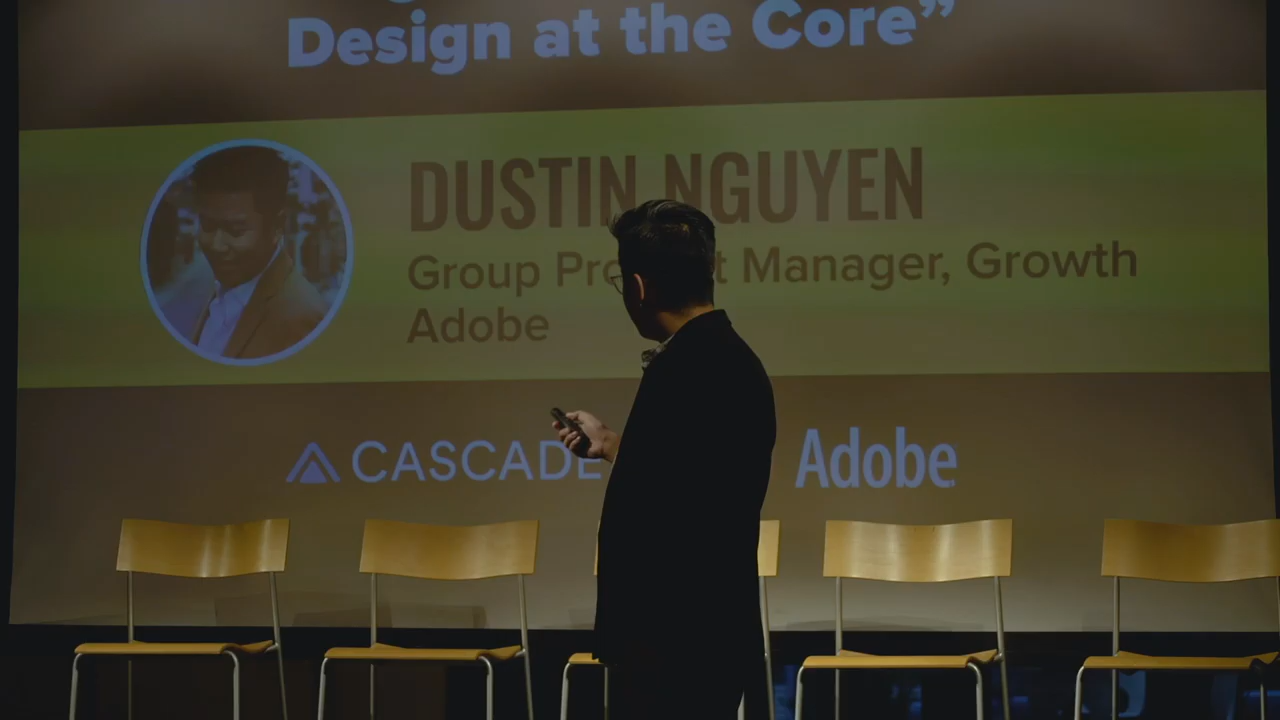 Design at the Core”
DUSTIN NGUYEN
Group Manager, Growth
Adobe
CASCADE
Adobe